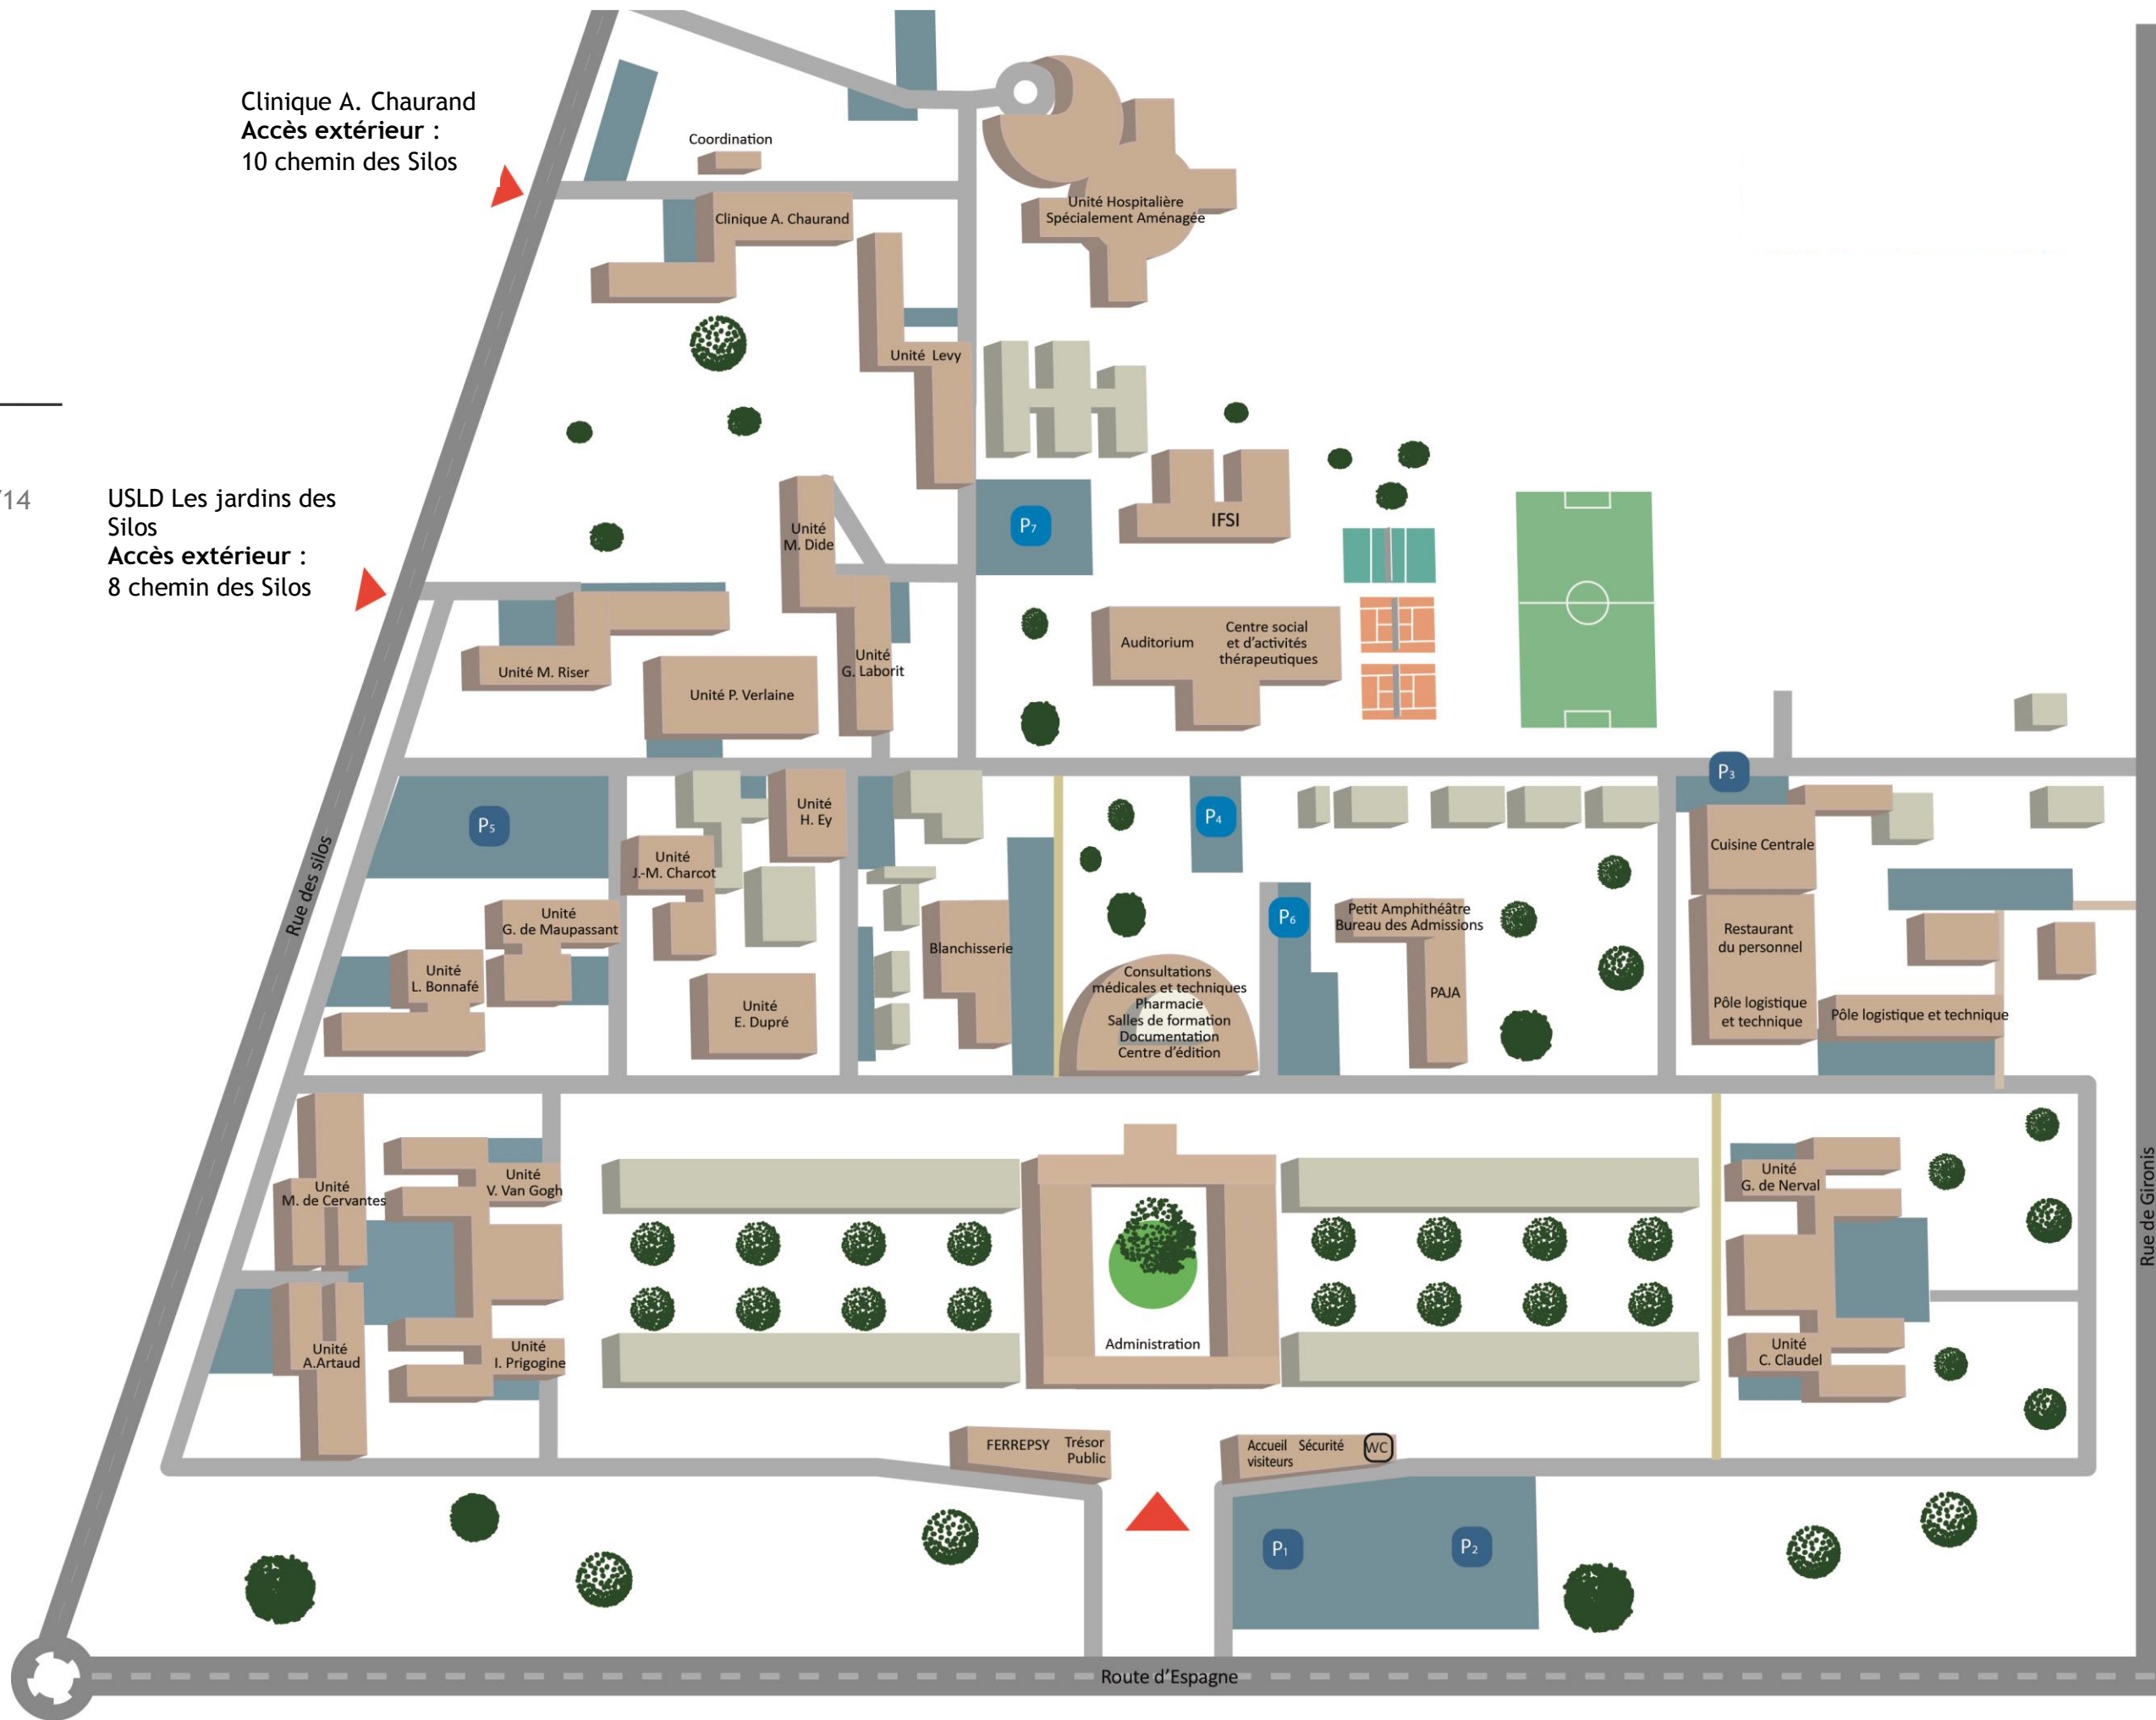 Clinique A. Chaurand
Accès extérieur :
10 chemin des Silos
Coordination
Clinique A. Chaurand
Unité Hospitalière
Spécialement Aménagée
Unité Levy
/14
USLD Les jardins des
Silos
Accès extérieur :
8 chemin des Silos
Unité
M. Dide
P7
IFSI
Unité M. Riser
Unité P. Verlaine
Unité
G. Laborit
Auditorium
Centre social
et d'activités
thérapeutiques
P3
P5
Unité
H. Ey
P4
Unité
J.-M. Charcot
Cuisine Centrale
Rue des silos
Unité
G. de Maupassant
P6
Petit Amphithéâtre
Bureau des Admissions
Blanchisserie
Restaurant
du personnel
Unité
L. Bonnafé
Consultations
médicales et techniques
Pharmacie
Salles de formation
Documentation
Centre d'édition
PAJA
Unité
E. Dupré
Pôle logistique
et technique
Pôle logistique et technique
Unité
M. de Cervantes
Unité
V. Van Gogh
Unité
G. de Nerval
Rue de Gironis
Administration
Unité
A.Artaud
Unité
I. Prigogine
Unité
C. Claudel
FERREPSY
Trésor
Public
Accueil Sécurité
visiteurs
WC
P1
P2
Route d'Espagne